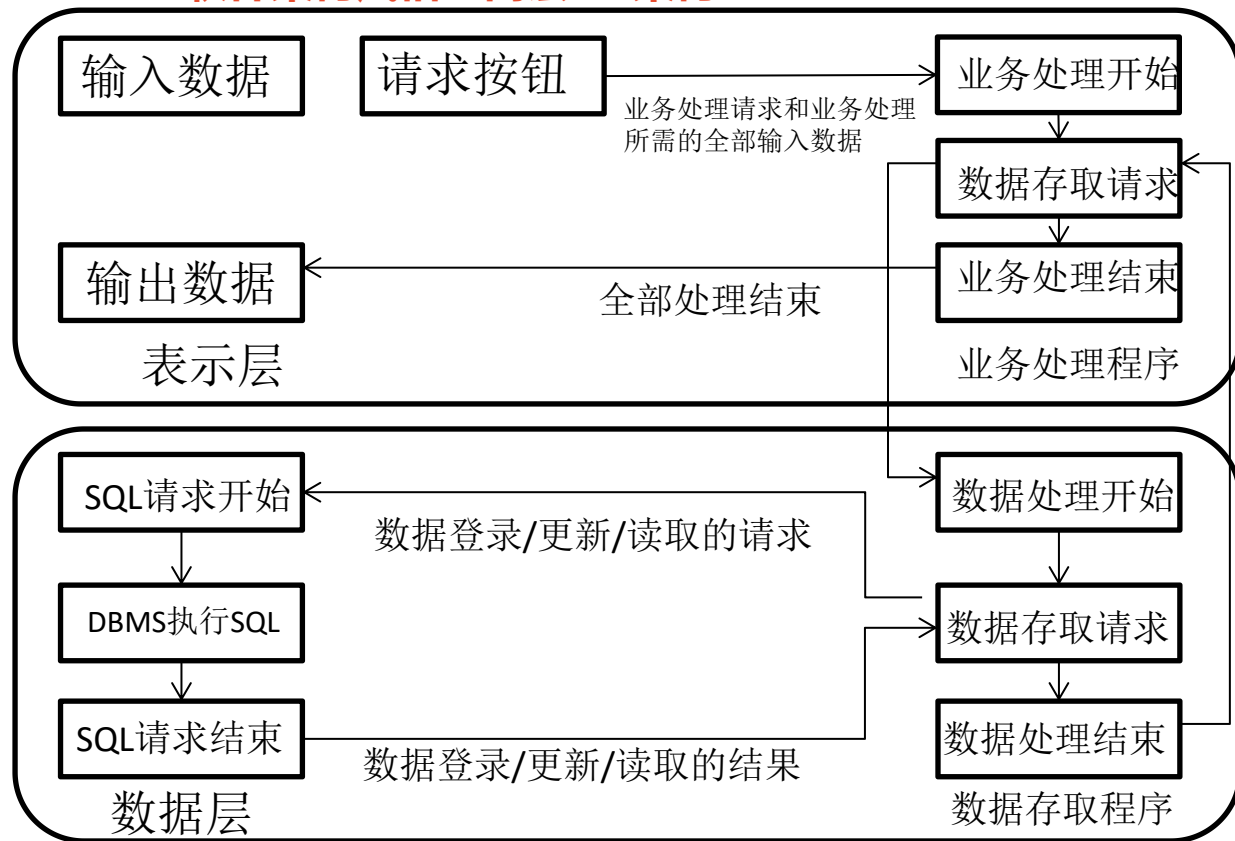 输入数据
请求按钮
业务处理开始
业务处理请求和业务处理
所需的全部输入数据
数据存取请求
输出数据
业务处理结束
全部处理结束
表示层
业务处理程序
SQL请求开始
数据处理开始
数据登录/更新/读取的请求
DBMS执行SQL
数据存取请求
SQL请求结束
数据处理结束
数据登录/更新/读取的结果
数据层
数据存取程序